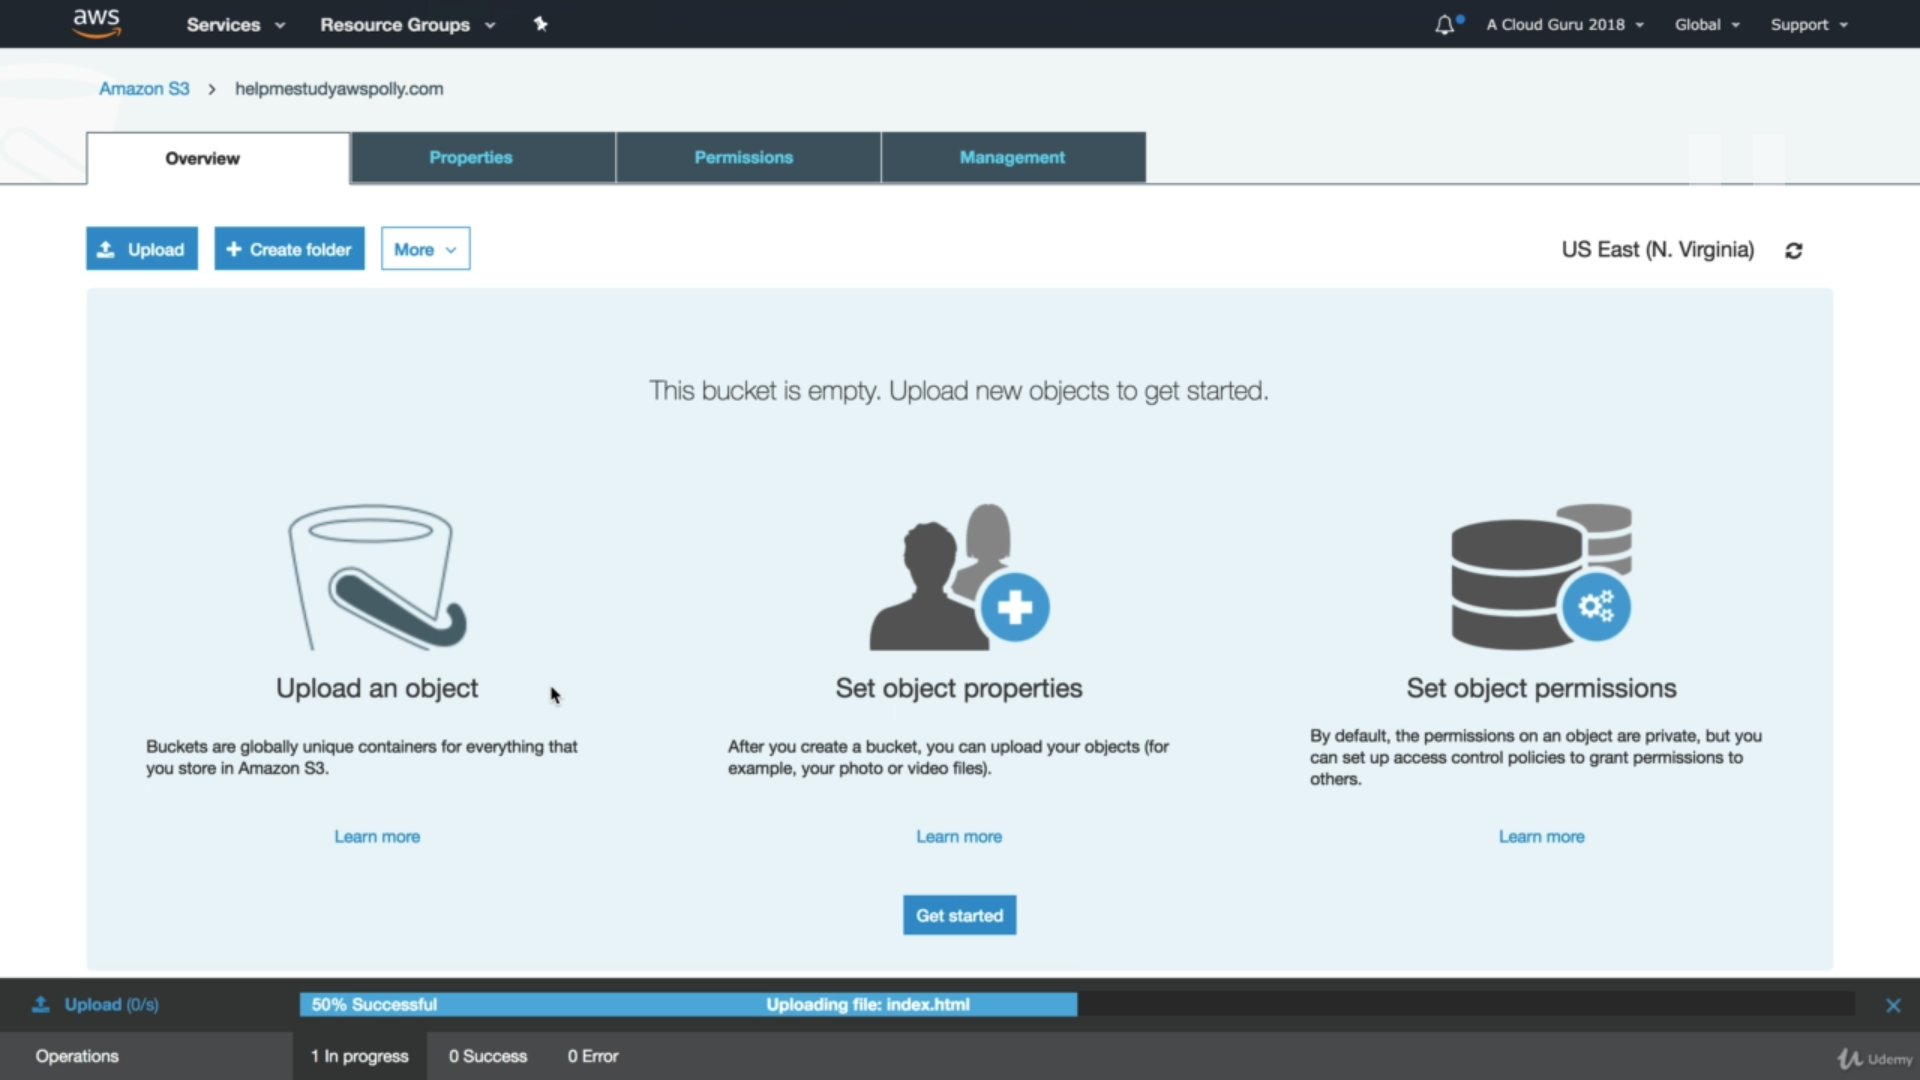 aws Services Resource Groups A Cloud Guru 2018 Global Support
Amazon S3 > helpmestudyawspolly.com
Overview Properties Permissions Management
Upload + Create folder More US East (N. Virginia)
This bucket is empty. Upload new objects to get started.
Upload an object
Buckets are globally unique containers for everything that
you store in Amazon S3.
Learn more
Set object properties
After you create a bucket, you can upload your objects (for
example, your photo or video files).
Learn more
Set object permissions
By default, the permissions on an object are private, but you
can set up access control policies to grant permissions to
others.
Learn more
Get started
Upload (0/s) 50% Successful Uploading file: index.html
Operations 1 In progress 0 Success 0 Error
Udemy